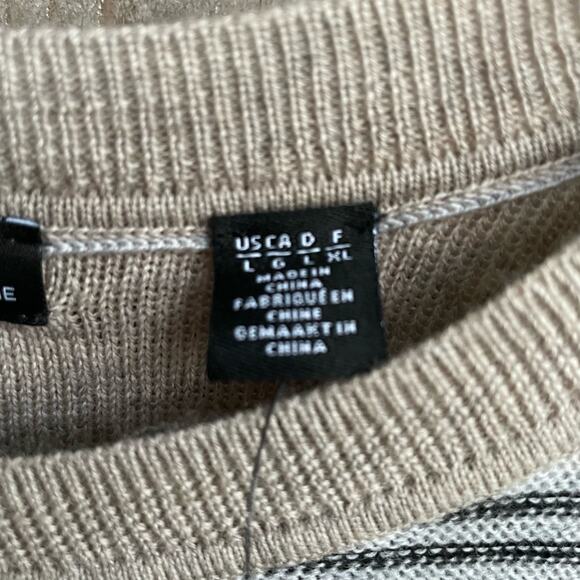 US CA D F
L G L XL
MADE IN
CHINA
FABRIQUÉ EN
CHINE
GEMAAKT IN
CHINA